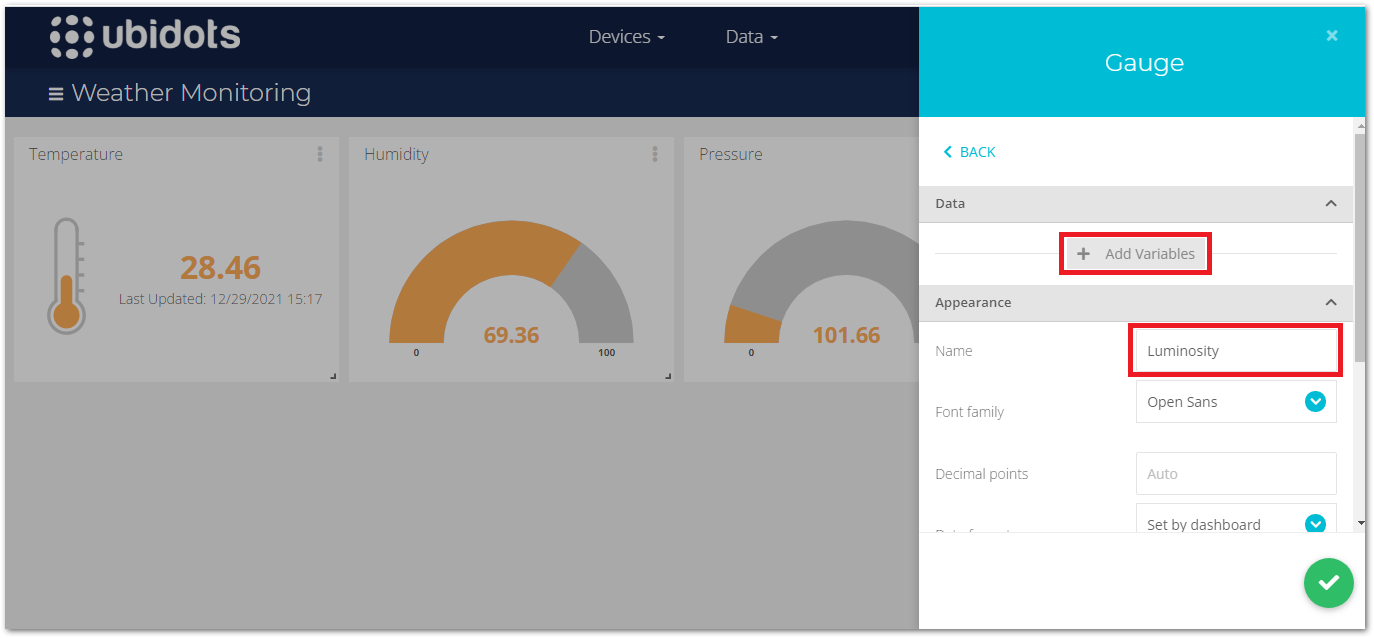 ubidots
Devices
Data
Weather Monitoring
Temperature
28.46
Last Updated: 12/29/2021 15:17
Humidity
69.36
0
100
Pressure
101.66
0
Gauge
BACK
Data
Add Variables
Appearance
Name
Luminosity
Font family
Open Sans
Decimal points
Auto
Set by dashboard